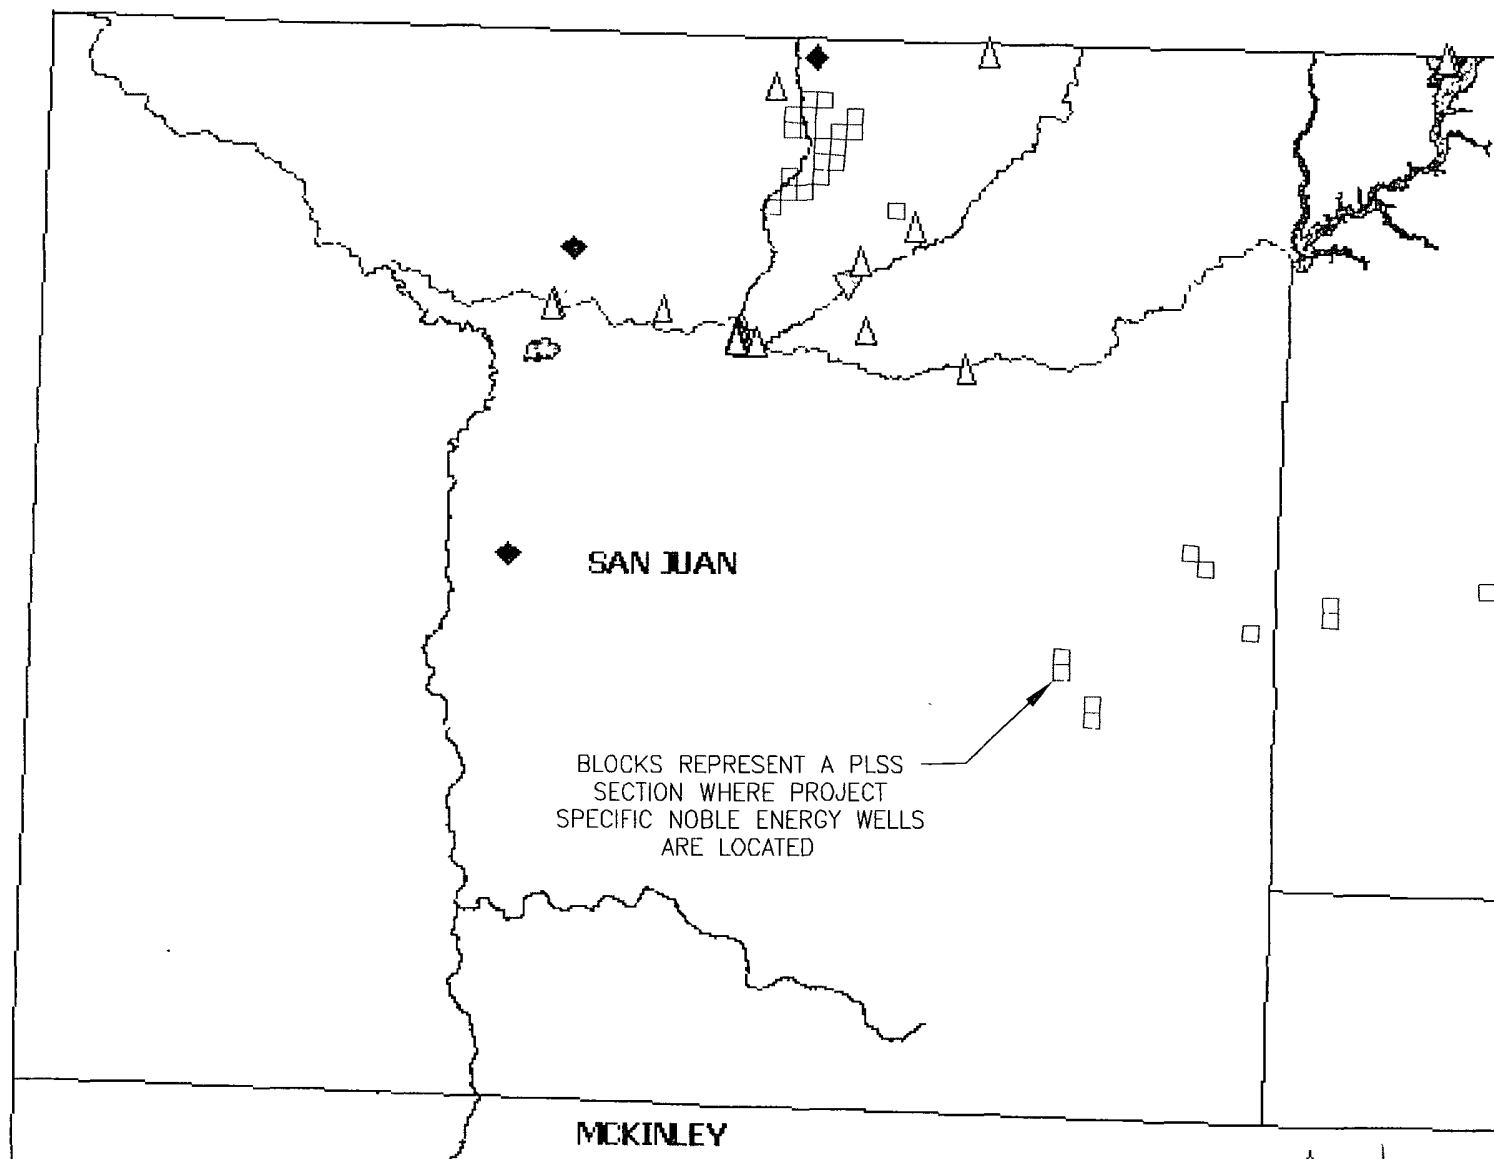 SAN JUAN
BLOCKS REPRESENT A PLSS
SECTION WHERE PROJECT
SPECIFIC NOBLE ENERGY WELLS
ARE LOCATED
MCKINLEY